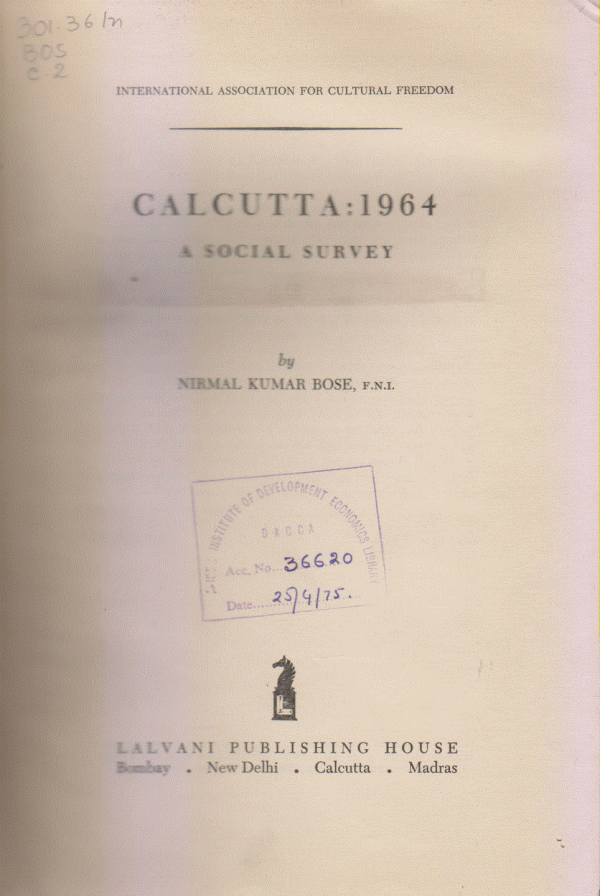 301.36/n
BOS
C.2
INTERNATIONAL ASSOCIATION FOR CULTURAL FREEDOM
CALCUTTA:1964
A SOCIAL SURVEY
by
NIRMAL KUMAR BOSE, F.N.I.
INSTITUTE OF DEVELOPMENT ECONOMICS LIBRARY
DACCA
Acc. No... 36620
Date.......... 25/4/75.
L
LALVANI PUBLISHING HOUSE
Bombay . New Delhi . Calcutta . Madras